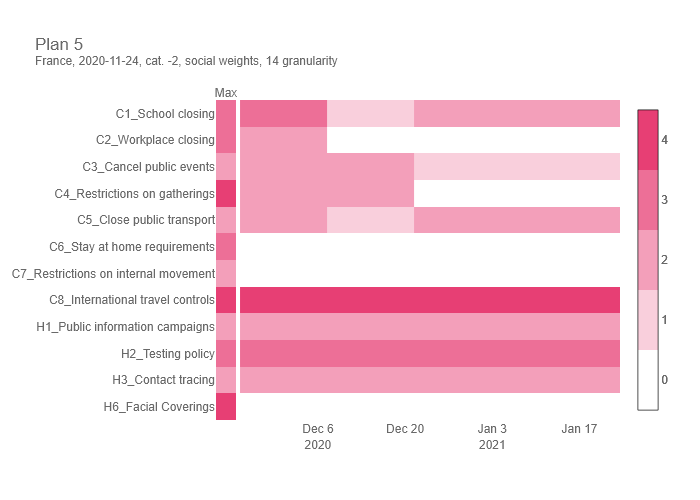 Plan 5
France, 2020-11-24, cat. -2, social weights, 14 granularity
Max
C1_School closing
C2_Workplace closing
C3_Cancel public events
C4_Restrictions on gatherings
C5_Close public transport
C6_Stay at home requirements
C7_Restrictions on internal movement
C8_International travel controls
H1_Public information campaigns
H2_Testing policy
H3_Contact tracing
H6_Facial Coverings
Dec 6
2020
Dec 20
Jan 3
2021
Jan 17
4
3
2
1
0